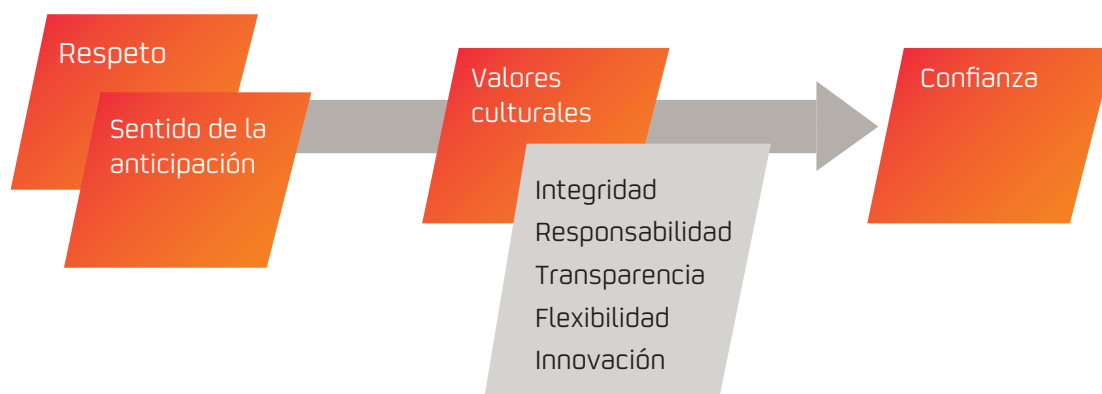 Respeto
Sentido de la
anticipación
Valores
culturales
Integridad
Responsabilidad
Transparencia
Flexibilidad
Innovación
Confianza